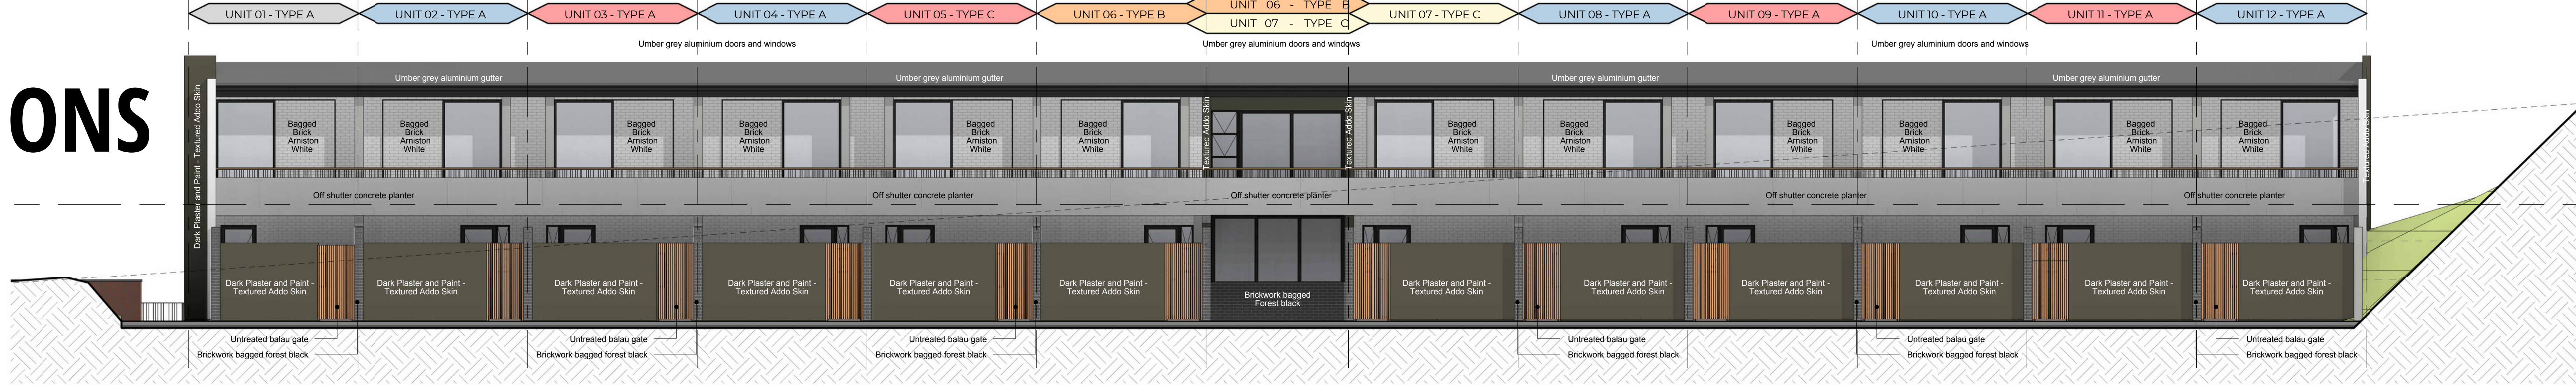 UNIT 01 - TYPE A
UNIT 02 - TYPE A
UNIT 03 - TYPE A
UNIT 04 - TYPE A
UNIT 05 - TYPE C
UNIT 06 - TYPE B
UNIT 06 - TYPE B
UNIT 07 - TYPE C
UNIT 07 - TYPE C
UNIT 08 - TYPE A
UNIT 09 - TYPE A
UNIT 10 - TYPE A
UNIT 11 - TYPE A
UNIT 12 - TYPE A
Umber grey aluminium doors and windows
Umber grey aluminium doors and windows
Umber grey aluminium doors and windows
Umber grey aluminium gutter
Umber grey aluminium gutter
Umber grey aluminium gutter
Umber grey aluminium gutter
ONS
Dark Plaster and Paint - Textured Addo Skin
Bagged
Brick
Arniston
White
Bagged
Brick
Arniston
White
Bagged
Brick
Arniston
White
Bagged
Brick
Arniston
White
Bagged
Brick
Arniston
White
Bagged
Brick
Arniston
White
Textured Addo Skin
Textured Addo Skin
Bagged
Brick
Arniston
White
Bagged
Brick
Arniston
White
Bagged
Brick
Arniston
White
Bagged
Brick
Arniston
White
Bagged
Brick
Arniston
White
Bagged
Brick
Arniston
White
Textured Addo Skin
Off shutter concrete planter
Off shutter concrete planter
Off shutter concrete planter
Off shutter concrete planter
Off shutter concrete planter
Dark Plaster and Paint -
Textured Addo Skin
Dark Plaster and Paint -
Textured Addo Skin
Dark Plaster and Paint -
Textured Addo Skin
Dark Plaster and Paint -
Textured Addo Skin
Dark Plaster and Paint -
Textured Addo Skin
Dark Plaster and Paint -
Textured Addo Skin
Brickwork bagged
Forest black
Dark Plaster and Paint -
Textured Addo Skin
Dark Plaster and Paint -
Textured Addo Skin
Dark Plaster and Paint -
Textured Addo Skin
Dark Plaster and Paint -
Textured Addo Skin
Dark Plaster and Paint -
Textured Addo Skin
Dark Plaster and Paint -
Textured Addo Skin
Untreated balau gate
Brickwork bagged forest black
Untreated balau gate
Brickwork bagged forest black
Untreated balau gate
Brickwork bagged forest black
Untreated balau gate
Brickwork bagged forest black
Untreated balau gate
Brickwork bagged forest black
Untreated balau gate
Brickwork bagged forest black